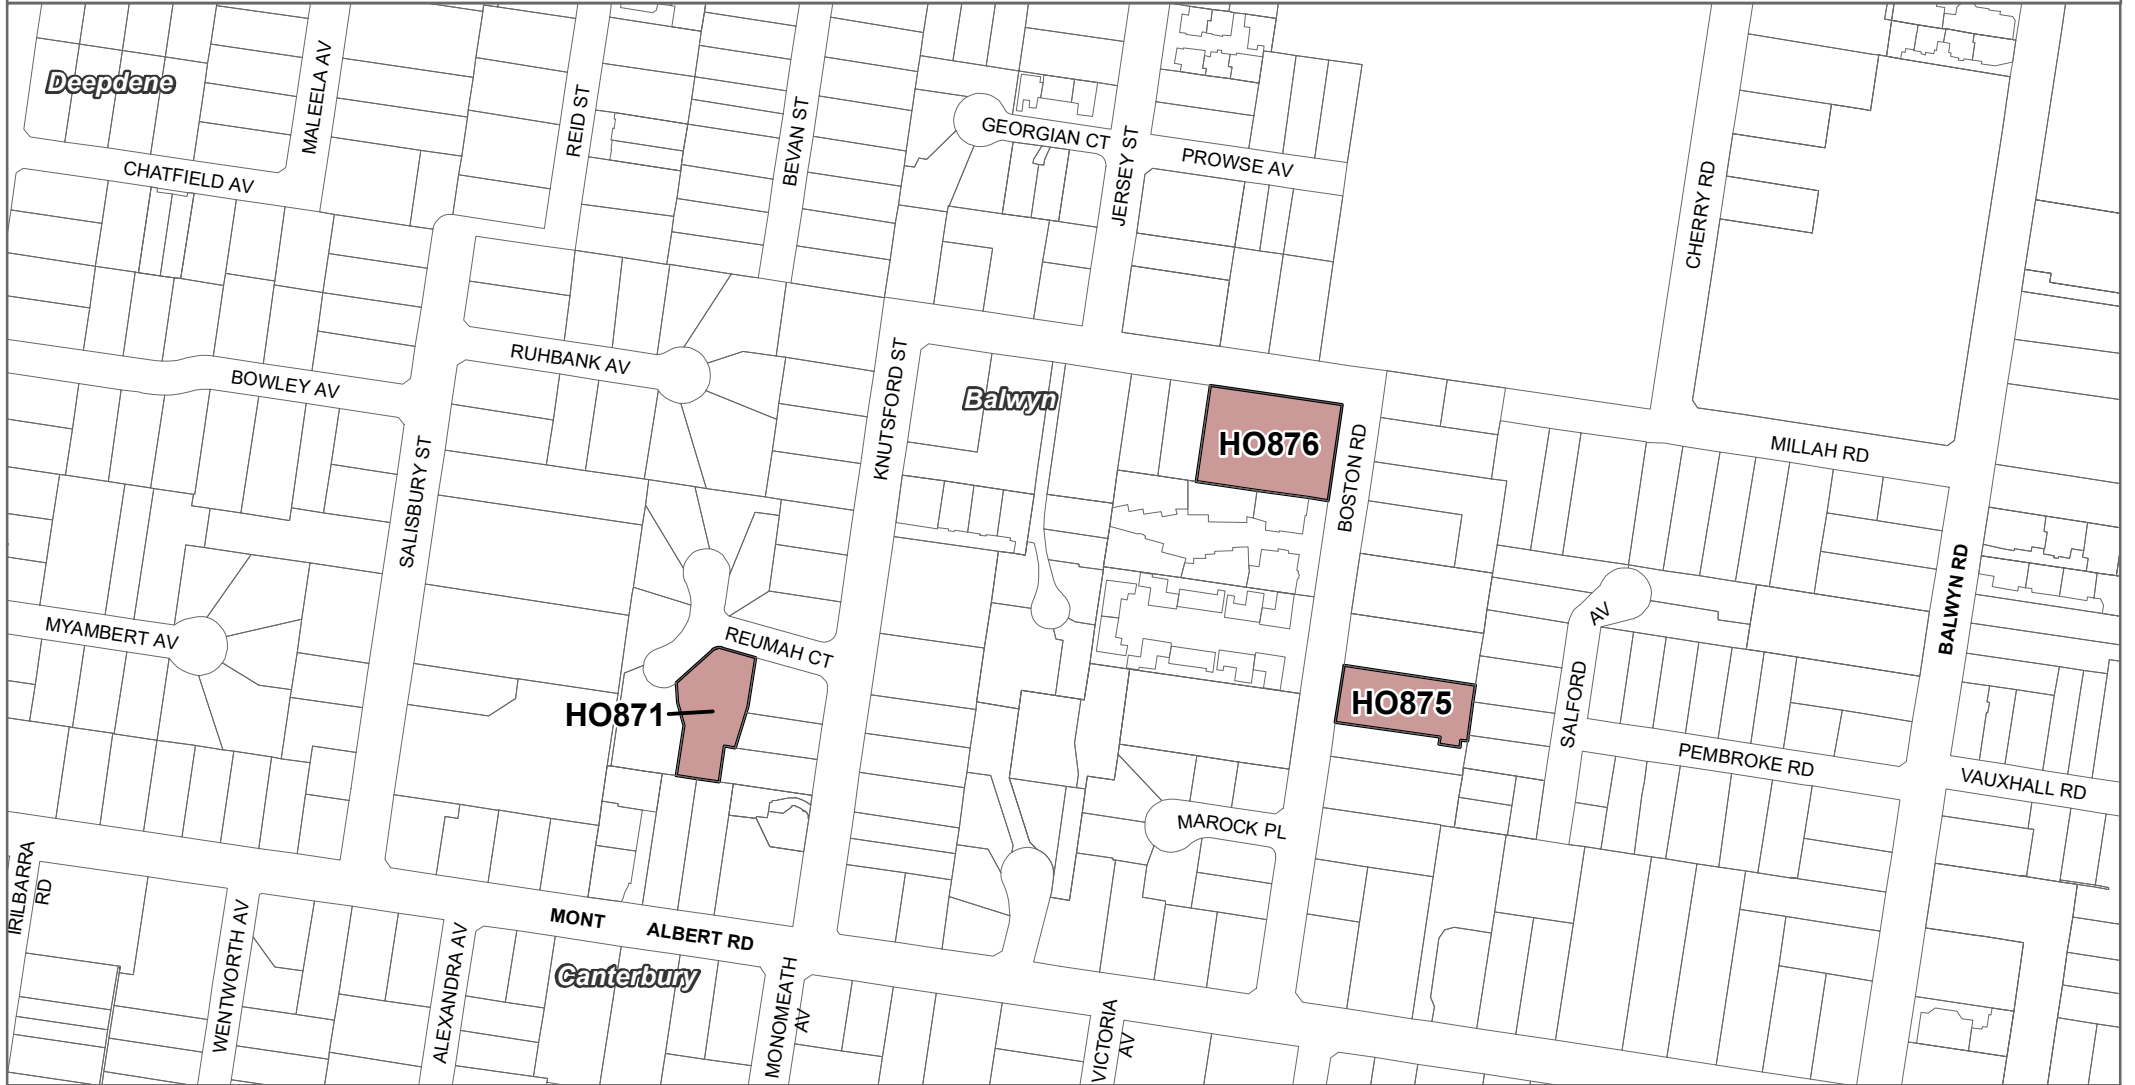 Deepdene
MALEELA AV
REID ST
BEVAN ST
GEORGIAN CT
JERSEY ST
PROWSE AV
CHATFIELD AV
CHERRY RD
RUHBANK AV
BOWLEY AV
KNUTSFORD ST
Balwyn
HO876
BOSTON RD
MILLAH RD
SALISBURY ST
BALWYN RD
MYAMBERT AV
REUMAH CT
HO871
HO875
SALFORD
AV
PEMBROKE RD
VAUXHALL RD
MAROCK PL
IRILBARRA
RD
WENTWORTH AV
ALEXANDRA AV
MONT ALBERT RD
Canterbury
MONOMEATH
AV
VICTORIA
AV